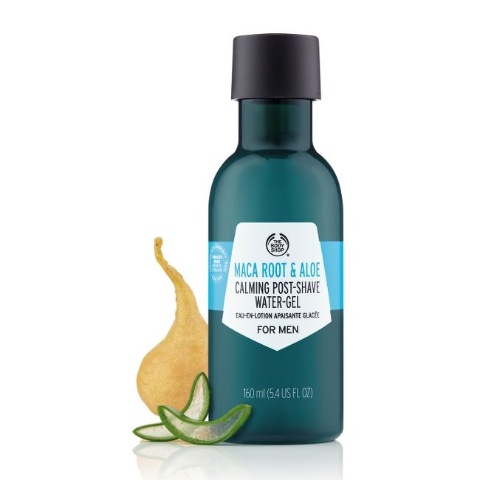 THE
BODY
SHOP
MACA ROOT & ALOE
CALMING POST-SHAVE
WATER-GEL
EAU-EN-LOTION APAISANTE GLACÉE
FOR MEN
160 ml (5.4 US FL OZ)